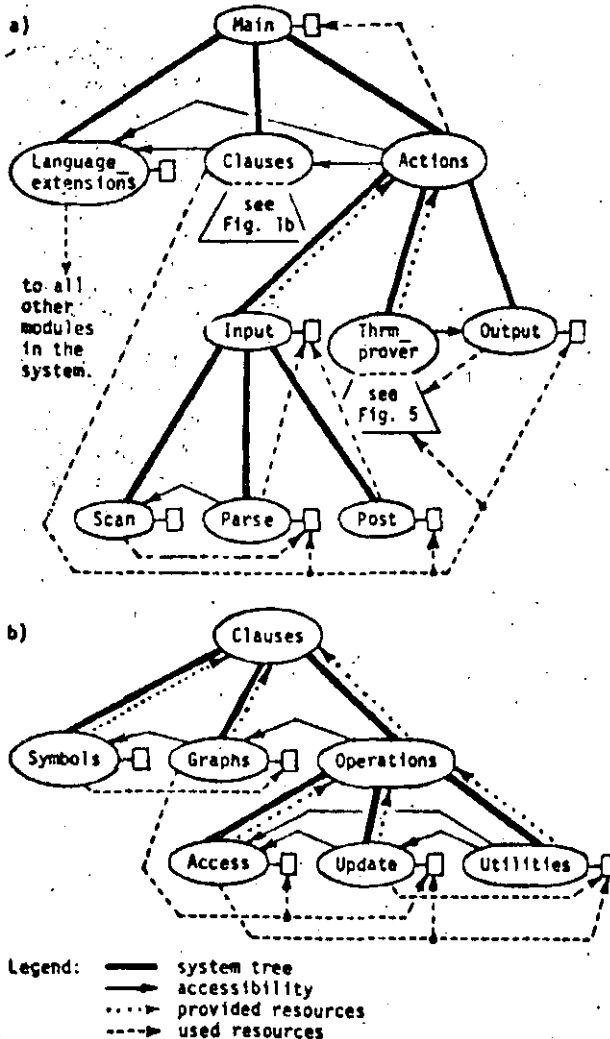 a)
Main
Language_
extensions
Clauses
Actions
see
Fig. 1b
to all
other
modules
in the
system.
Input
Thrm_
prover
Output
see
Fig. 5
Scan
Parse
Post
b)
Clauses
Symbols
Graphs
Operations
Access
Update
Utilities
Legend:
system tree
accessibility
provided resources
used resources